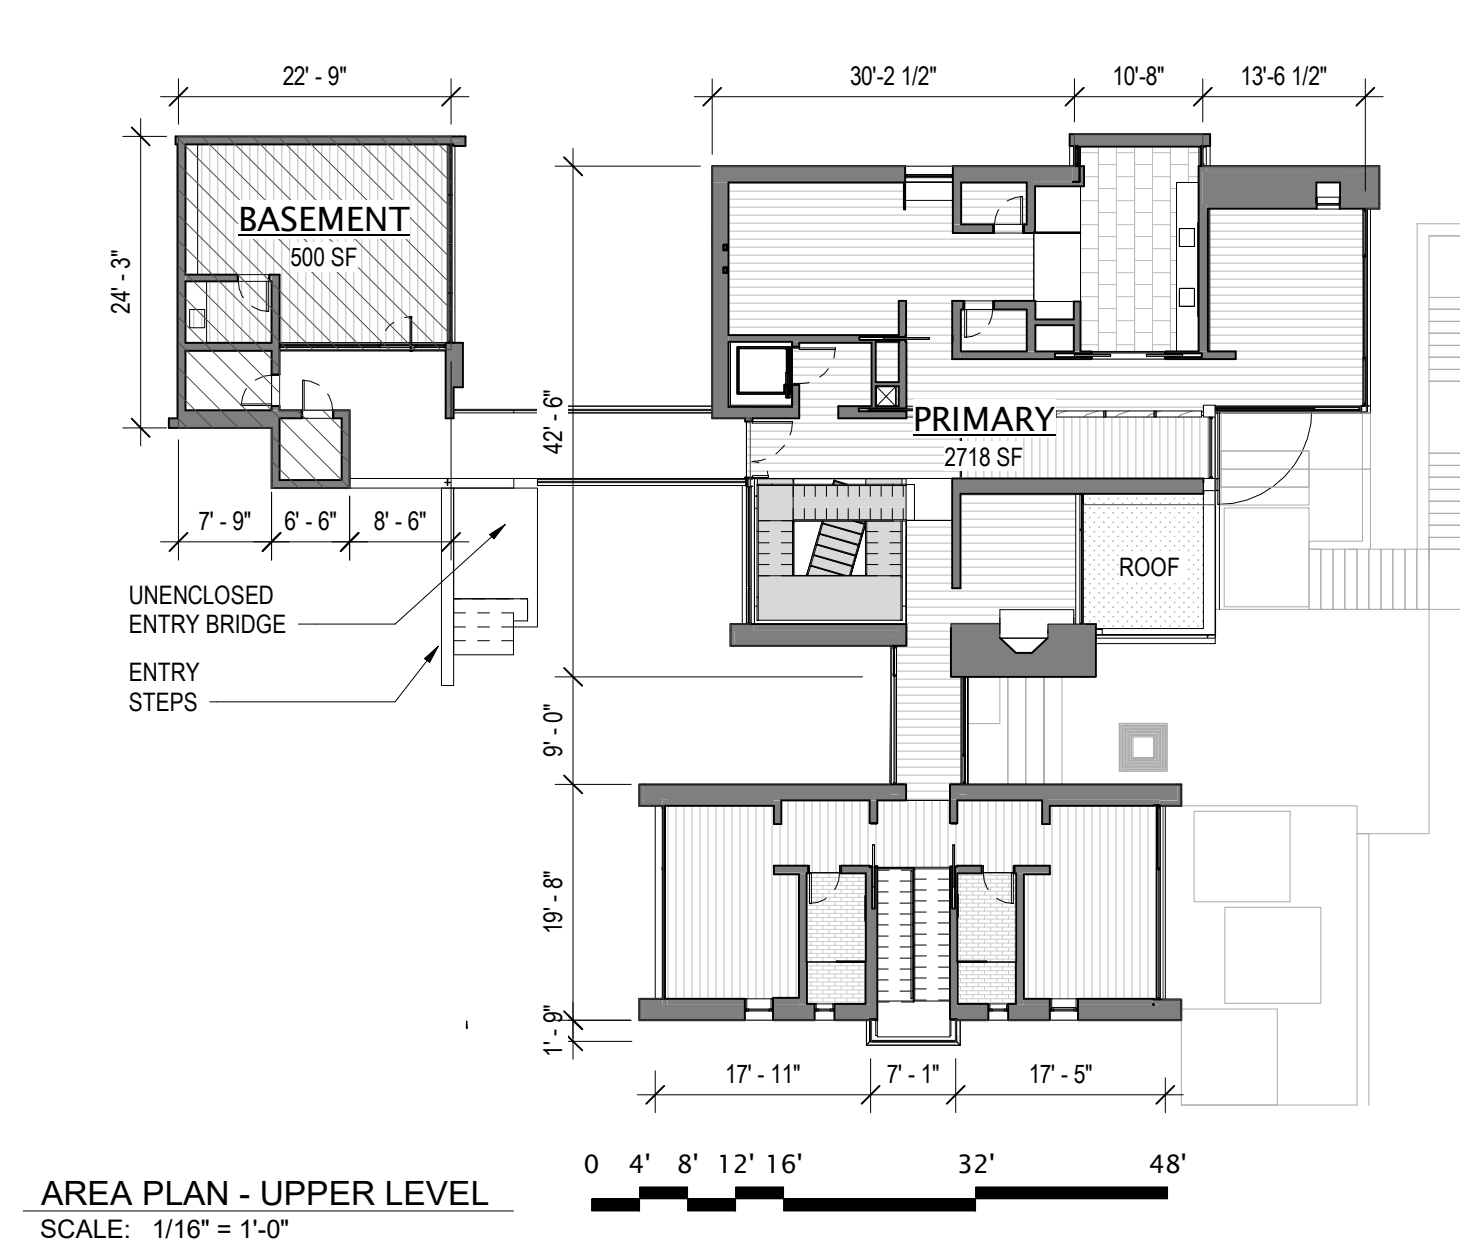 22' - 9"
30'-2 1/2"
10'-8"
13'-6 1/2"
BASEMENT
500 SF
24' - 3"
42' - 6"
PRIMARY
2718 SF
7' - 9"
6' - 6"
8' - 6"
ROOF
UNENCLOSED
ENTRY BRIDGE
ENTRY
STEPS
9' - 0"
19' - 8"
1' - 9"
17' - 11"
7' - 1"
17' - 5"
0 4' 8' 12' 16' 32' 48'
AREA PLAN - UPPER LEVEL
SCALE: 1/16" = 1'-0"